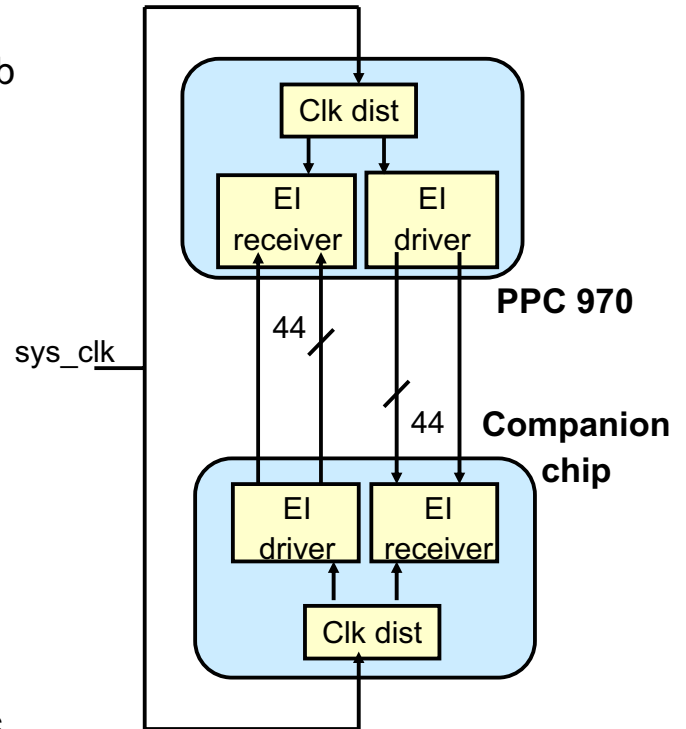 b
Clk dist
EI
receiver
EI
driver
PPC 970
44
sys_clk
44
Companion
chip
EI
driver
EI
receiver
Clk dist